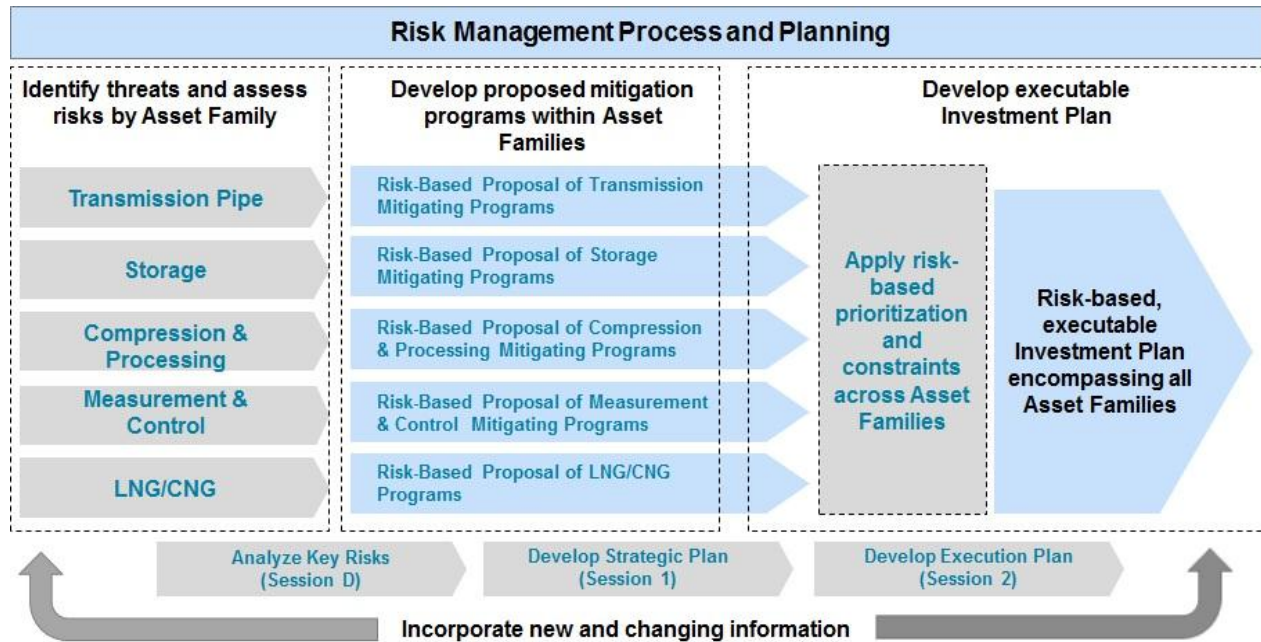 Risk Management Process and Planning
Identify threats and assess
risks by Asset Family
Transmission Pipe
Storage
Compression &
Processing
Measurement &
Control
LNG/CNG
Develop proposed mitigation
programs within Asset
Families
Risk-Based Proposal of Transmission
Mitigating Programs
Risk-Based Proposal of Storage
Mitigating Programs
Risk-Based Proposal of Compression
& Processing Mitigating Programs
Risk-Based Proposal of Measurement
& Control Mitigating Programs
Risk-Based Proposal of LNG/CNG
Programs
Develop executable
Investment Plan
Apply risk-
based
prioritization
and
constraints
across Asset
Families
Risk-based,
executable
Investment Plan
encompassing all
Asset Families
Analyze Key Risks
(Session D)
Develop Strategic Plan
(Session 1)
Develop Execution Plan
(Session 2)
Incorporate new and changing information